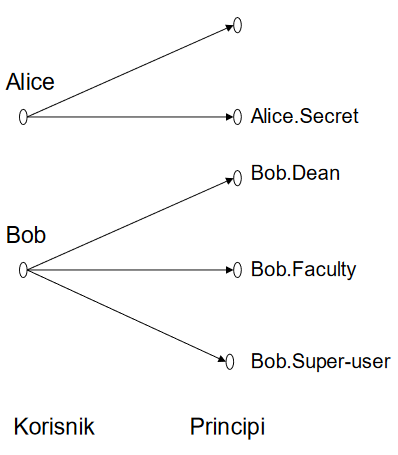 Alice
Alice.Secret
Bob.Dean
Bob
Bob.Faculty
Bob.Super-user
Korisnik
Principi